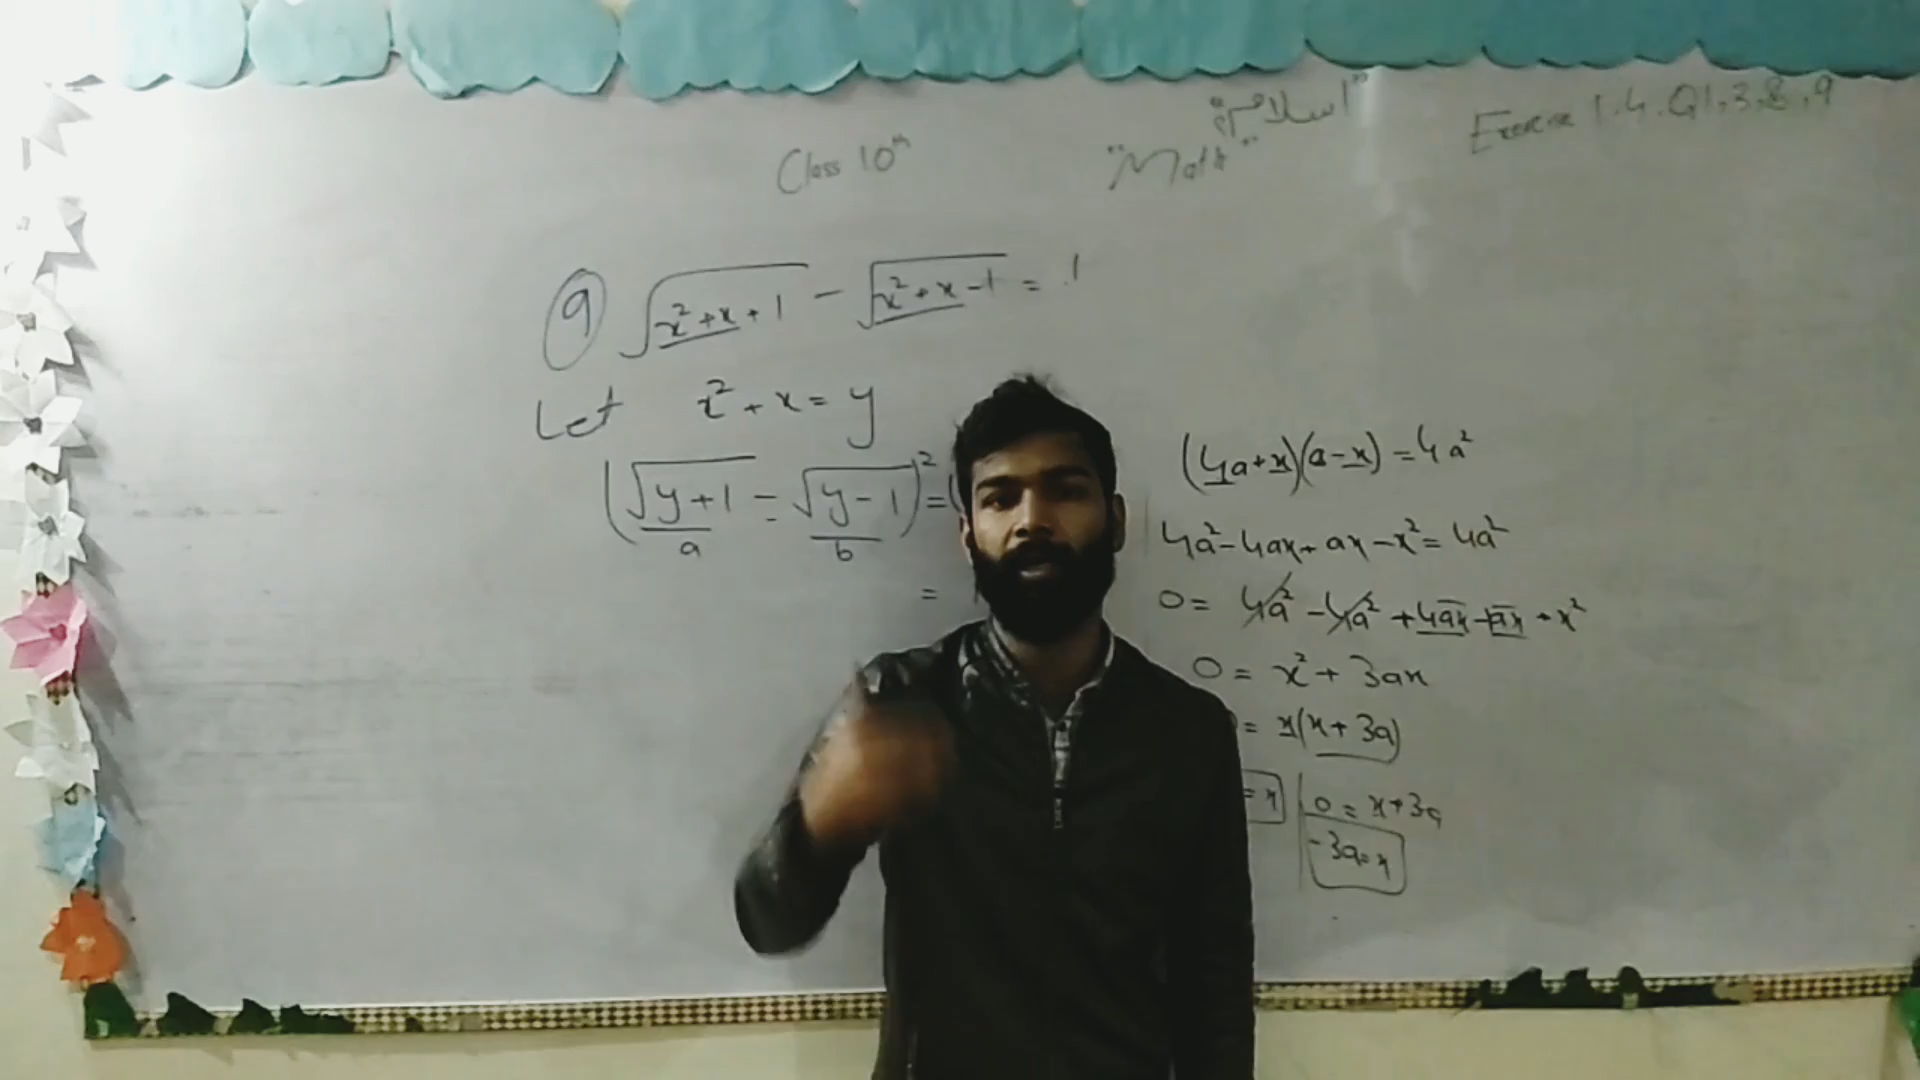 "اسلام"
Class 10th "Math" Exercise 1.4. Q1,3,8,9
9 √(x²+x+1) − √(x²+x−1) = 1
Let x²+x=y
(√(y+1) − √(y−1))² = (
a b
=
(4a+x)(a−x) = 4a²
4a²−4ax+ax−x²=4a²
0= 4a²−4a²+4ax−ax+x²
0 = x²+3ax
= x(x+3a)
=x 0=x+3a
−3a=x